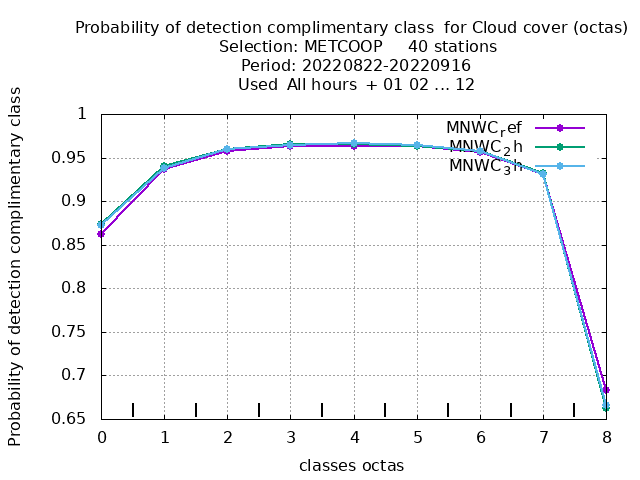 Probability of detection complimentary class for Cloud cover (octas)
Selection: METCOOP 40 stations
Period: 20220822-20220916
Used All hours + 01 02 ... 12
Probability of detection complimentary class
1
0.95
0.9
0.85
0.8
0.75
0.7
0.65
MNWC_ref
MNWC_2h
MNWC_3h
0 1 2 3 4 5 6 7 8
classes octas